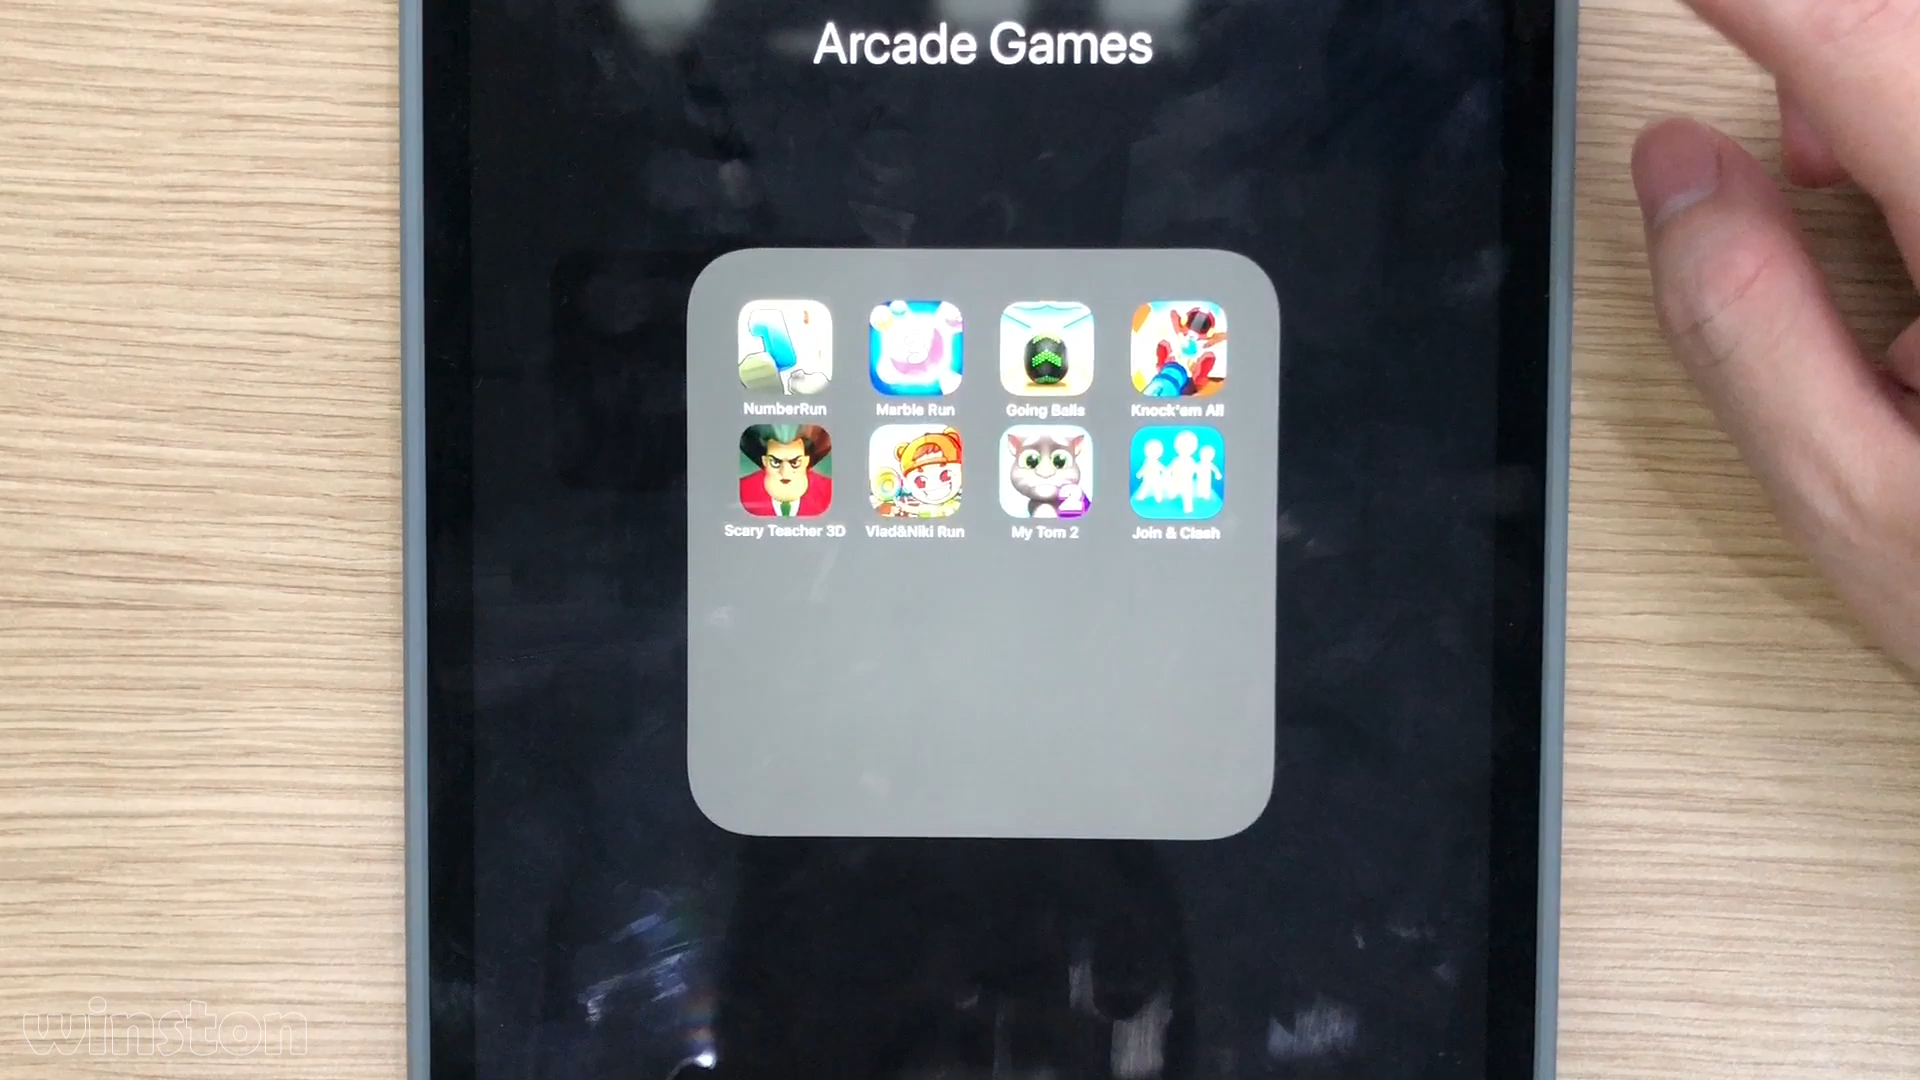 Arcade Games
NumberRun
Marble Run
Going Balls
Knock'em All
Scary Teacher 3D
Vlad&Niki Run
My Tom 2
Join & Clash
2
winston